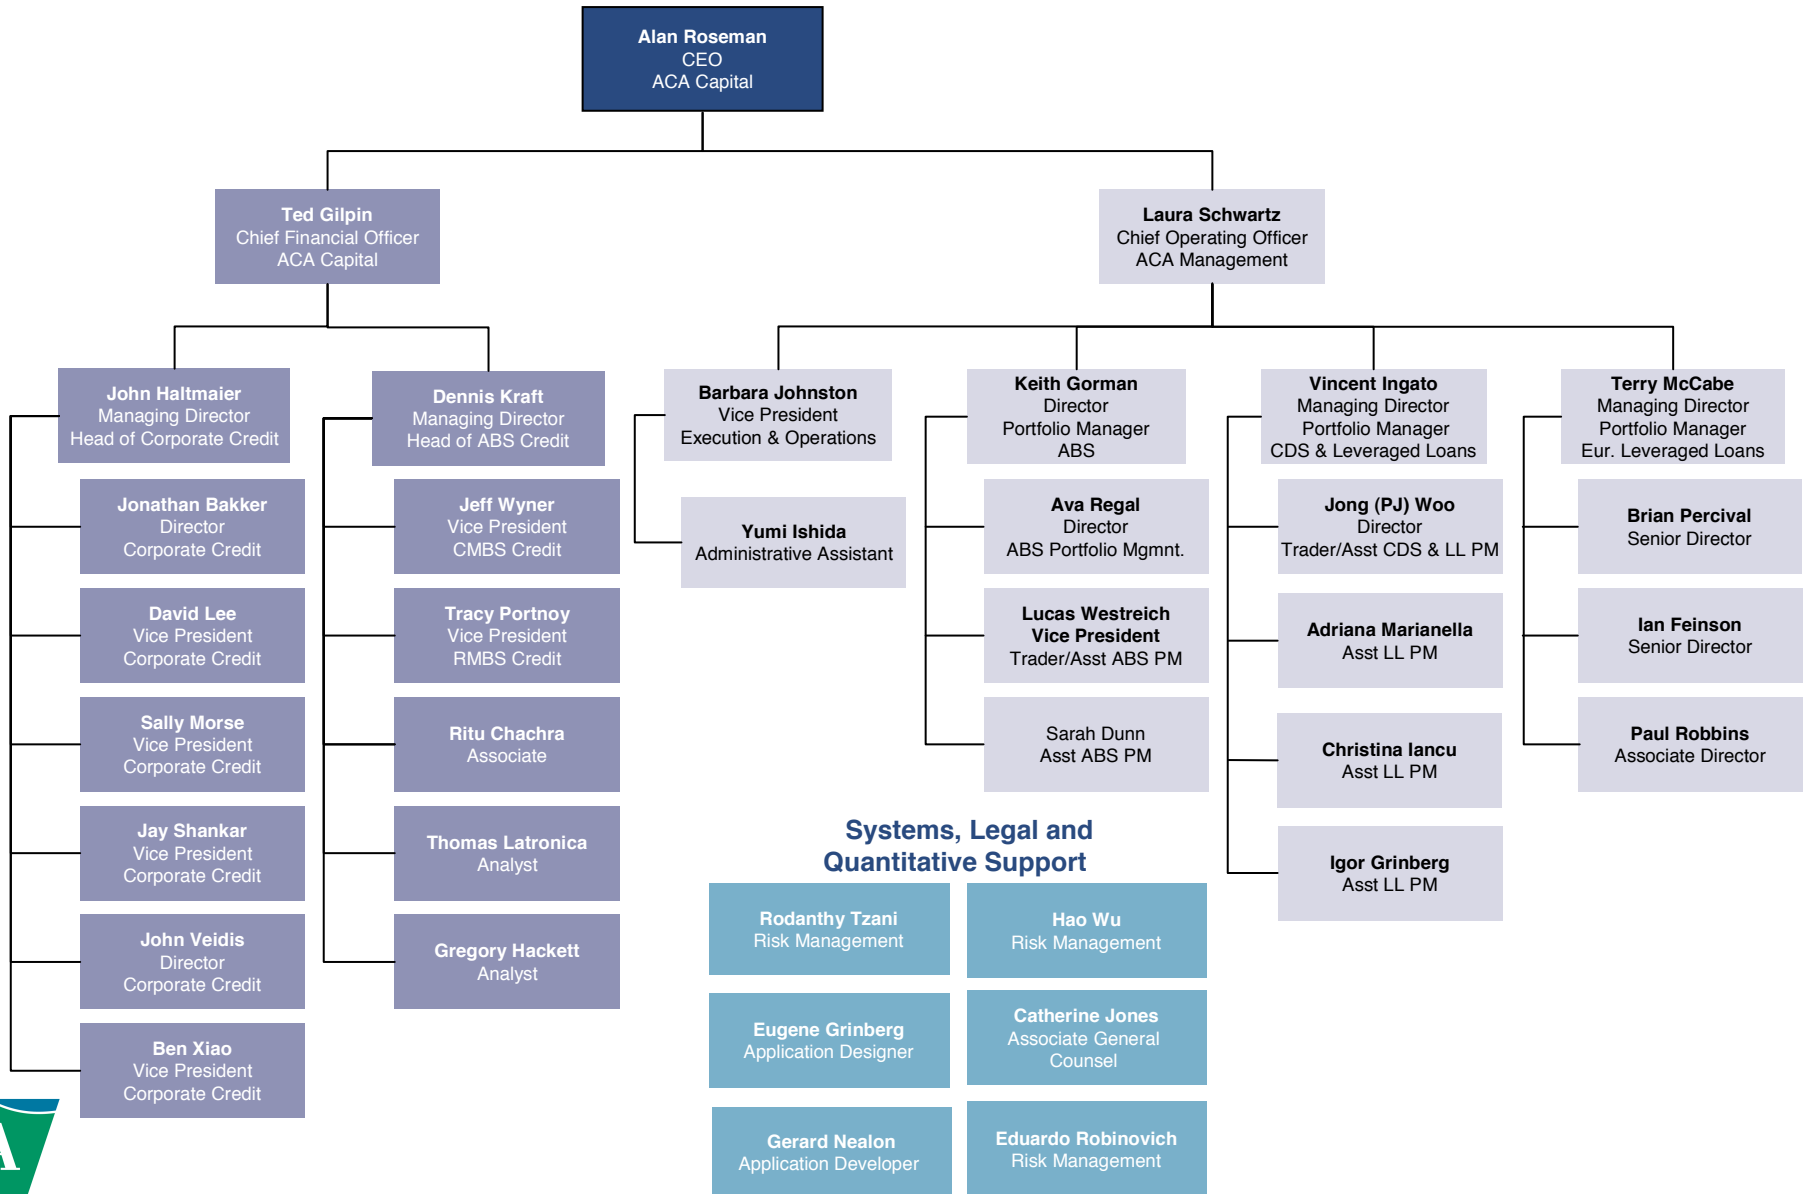 Alan Roseman
CEO
ACA Capital
Ted Gilpin
Chief Financial Officer
ACA Capital
Laura Schwartz
Chief Operating Officer
ACA Management
John Haltmaier
Managing Director
Head of Corporate Credit
Dennis Kraft
Managing Director
Head of ABS Credit
Barbara Johnston
Vice President
Execution & Operations
Keith Gorman
Director
Portfolio Manager
ABS
Vincent Ingato
Managing Director
Portfolio Manager
CDS & Leveraged Loans
Terry McCabe
Managing Director
Portfolio Manager
Eur. Leveraged Loans
Jonathan Bakker
Director
Corporate Credit
David Lee
Vice President
Corporate Credit
Sally Morse
Vice President
Corporate Credit
Jay Shankar
Vice President
Corporate Credit
John Veidis
Director
Corporate Credit
Ben Xiao
Vice President
Corporate Credit
Jeff Wyner
Vice President
CMBS Credit
Tracy Portnoy
Vice President
RMBS Credit
Ritu Chachra
Associate
Thomas Latronica
Analyst
Gregory Hackett
Analyst
Yumi Ishida
Administrative Assistant
Ava Regal
Director
ABS Portfolio Mgmnt.
Lucas Westreich
Vice President
Trader/Asst ABS PM
Sarah Dunn
Asst ABS PM
Jong (PJ) Woo
Director
Trader/Asst CDS & LL PM
Adriana Marianella
Asst LL PM
Christina Iancu
Asst LL PM
Igor Grinberg
Asst LL PM
Brian Percival
Senior Director
Ian Feinson
Senior Director
Paul Robbins
Associate Director
Systems, Legal and
Quantitative Support
Rodanthy Tzani
Risk Management
Hao Wu
Risk Management
Eugene Grinberg
Application Designer
Catherine Jones
Associate General
Counsel
Gerard Nealon
Application Developer
Eduardo Robinovich
Risk Management
A